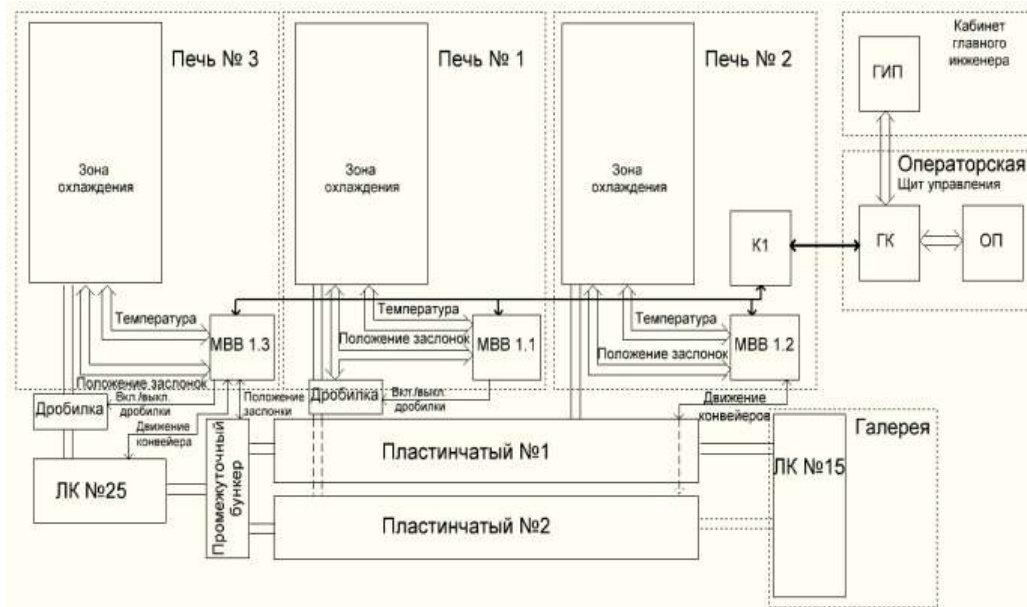 Печь № 3
Зона
охлаждения
Температура
МВВ 1.3
Положение заслонок
Дробилка
Вкл./выкл.
дробилки
Положение
заслонки
Движение
конвейера
ЛК №25
Промежуточный
бункер
Печь № 1
Зона
охлаждения
Температура
Положение заслонок
МВВ 1.1
Дробилка
Вкл./выкл.
дробилки
Печь № 2
Зона
охлаждения
К1
Температура
Положение заслонок
МВВ 1.2
Движение
конвейеров
Пластинчатый №1
Пластинчатый №2
Кабинет
главного
инженера
ГИП
Операторская
Щит управления
ГК
ОП
Галерея
ЛК №15